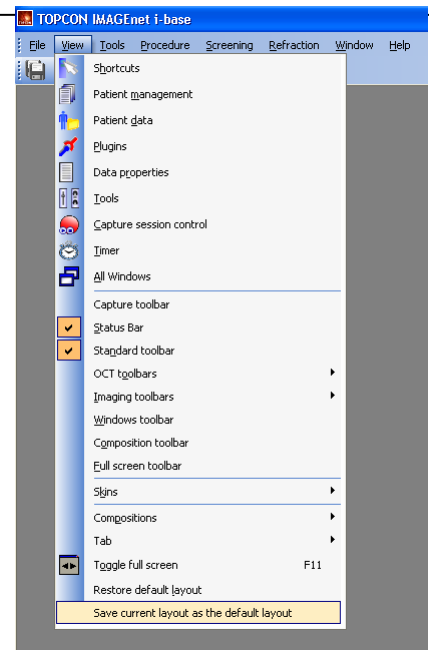 TOPCON IMAGEnet i-base
File View Tools Procedure Screening Refraction Window Help
Shortcuts
Patient management
Patient data
Plugins
Data properties
Tools
Capture session control
Timer
All Windows
Capture toolbar
Status Bar
Standard toolbar
OCT toolbars
Imaging toolbars
Windows toolbar
Composition toolbar
Full screen toolbar
Skins
Compositions
Tab
Toggle full screen F11
Restore default layout
Save current layout as the default layout